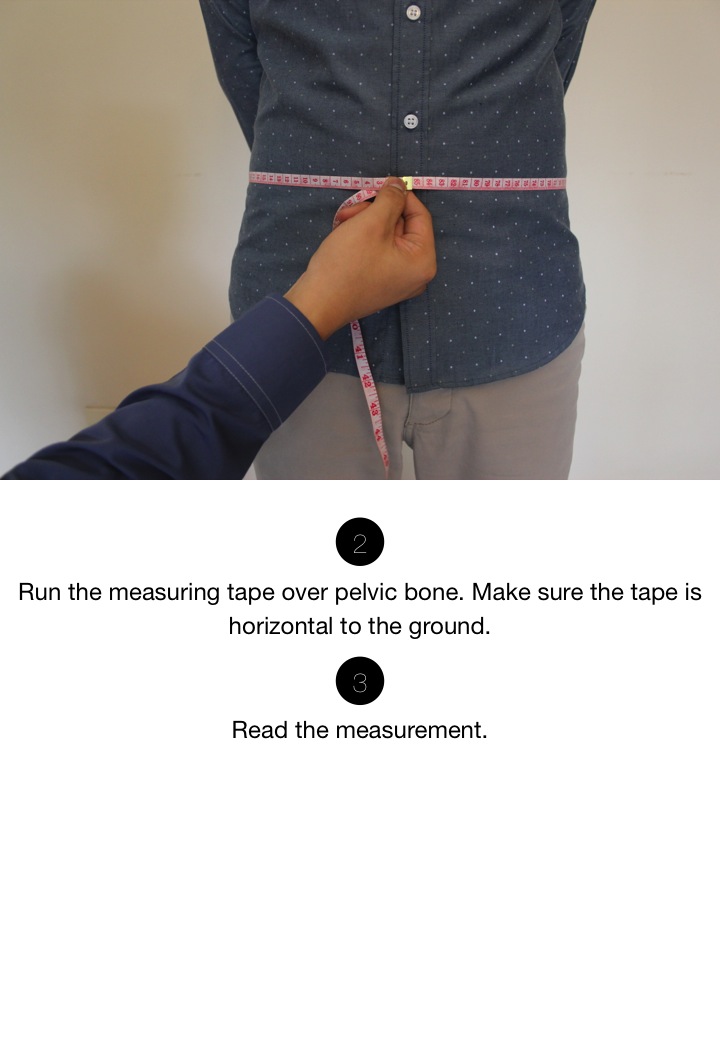 2
Run the measuring tape over pelvic bone. Make sure the tape is
horizontal to the ground.
3
Read the measurement.